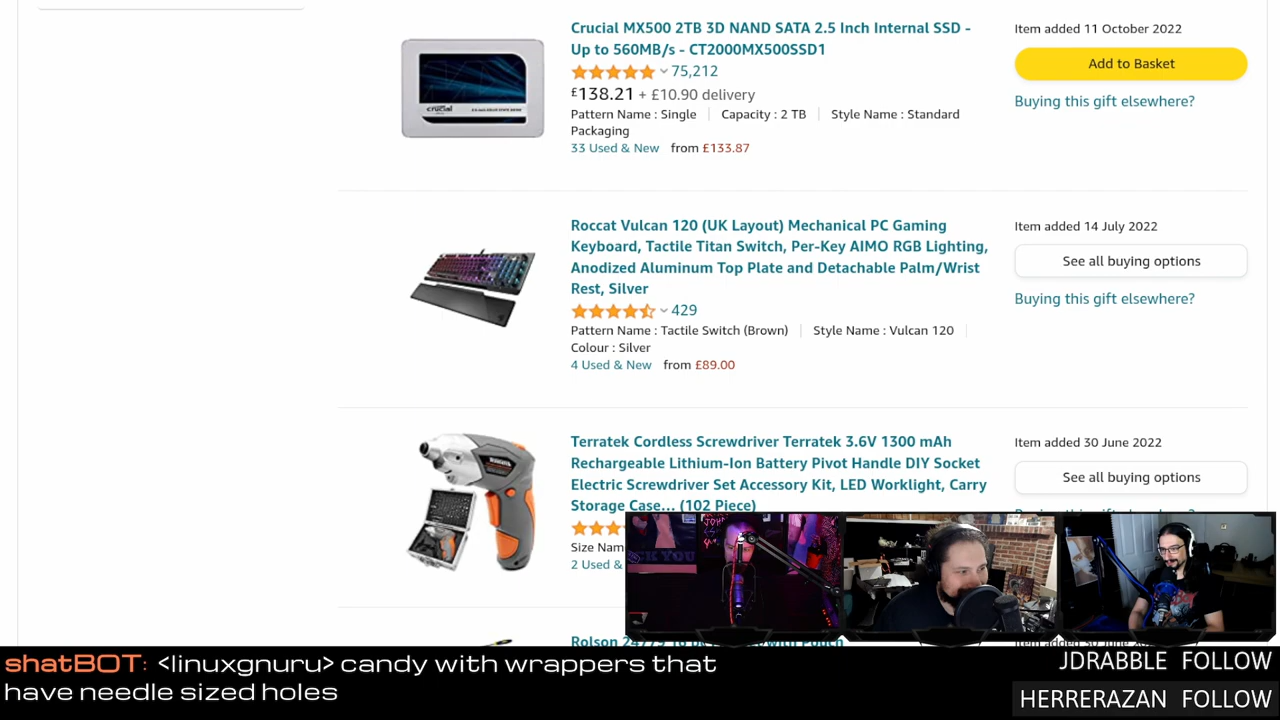 Crucial MX500 2TB 3D NAND SATA 2.5 Inch Internal SSD -
Up to 560MB/s - CT2000MX500SSD1
75,212
£138.21 + £10.90 delivery
Pattern Name : Single | Capacity : 2 TB | Style Name : Standard
Packaging
33 Used & New from £133.87
Item added 11 October 2022
Add to Basket
Buying this gift elsewhere?
crucial
Roccat Vulcan 120 (UK Layout) Mechanical PC Gaming
Keyboard, Tactile Titan Switch, Per-Key AIMO RGB Lighting,
Anodized Aluminum Top Plate and Detachable Palm/Wrist
Rest, Silver
429
Pattern Name : Tactile Switch (Brown) | Style Name : Vulcan 120 |
Colour : Silver
4 Used & New from £89.00
Item added 14 July 2022
See all buying options
Buying this gift elsewhere?
Terratek Cordless Screwdriver Terratek 3.6V 1300 mAh
Rechargeable Lithium-Ion Battery Pivot Handle DIY Socket
Electric Screwdriver Set Accessory Kit, LED Worklight, Carry
Storage Case... (102 Piece)
Size Nam
2 Used &
Item added 30 June 2022
See all buying options
shatBOT: <linuxgnuru> candy with wrappers that
have needle sized holes
JDRABBLE FOLLOW
HERRERAZAN FOLLOW